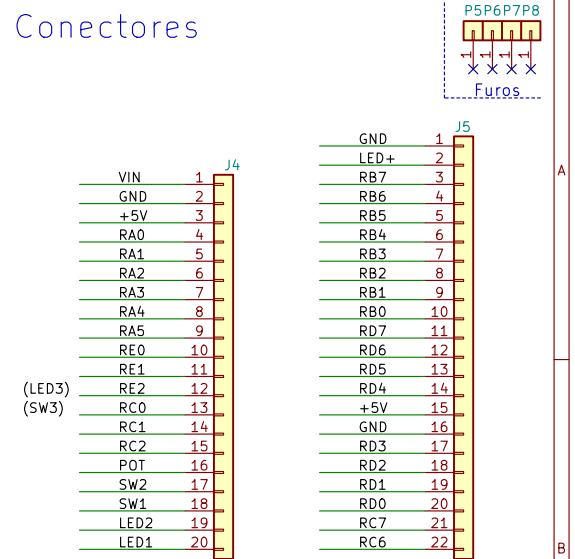 Conectores
P5 P6 P7 P8
1 1 1 1
Furos
J5
GND 1
LED+ 2
RB7 3
RB6 4
RB5 5
RB4 6
RB3 7
RB2 8
RB1 9
RB0 10
RD7 11
RD6 12
RD5 13
RD4 14
+5V 15
GND 16
RD3 17
RD2 18
RD1 19
RD0 20
RC7 21
RC6 22
J4
VIN 1
GND 2
+5V 3
RA0 4
RA1 5
RA2 6
RA3 7
RA4 8
RA5 9
RE0 10
RE1 11
(LED3) RE2 12
(SW3) RC0 13
RC1 14
RC2 15
POT 16
SW2 17
SW1 18
LED2 19
LED1 20
A
B